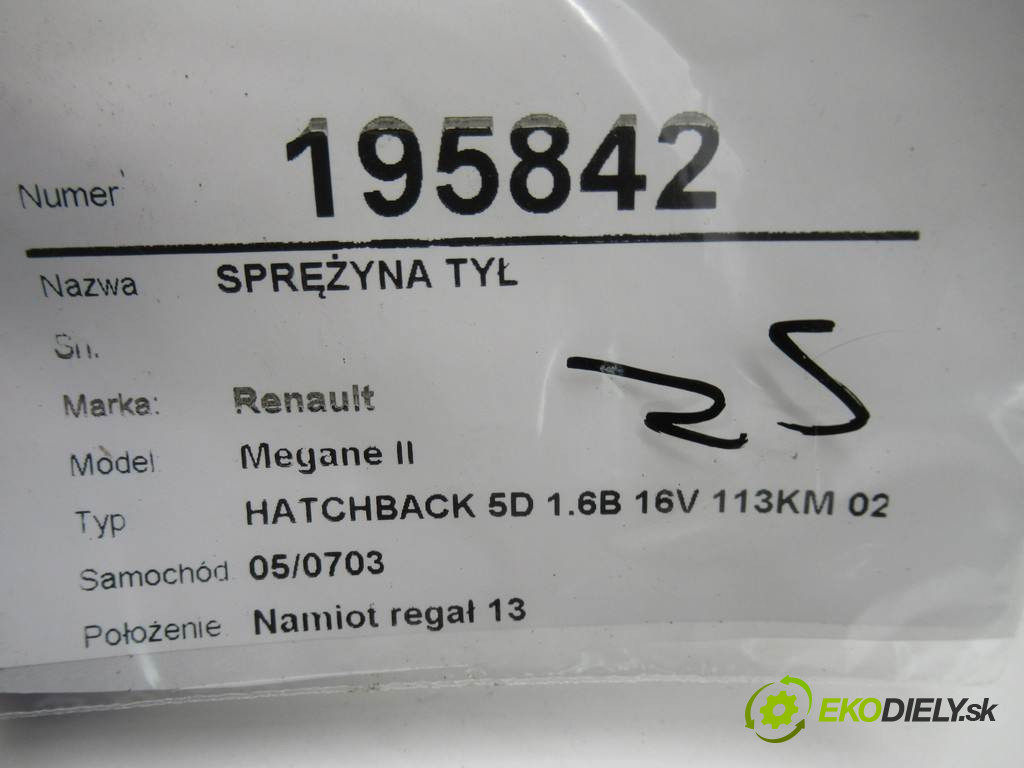 Numer 195842
Nazwa SPRĘŻYNA TYŁ
Sn.
Marka: Renault
Model Megane II
Typ HATCHBACK 5D 1.6B 16V 113KM 02
Samochód 05/0703
Położenie Namiot regał 13
EKODIELY.sk